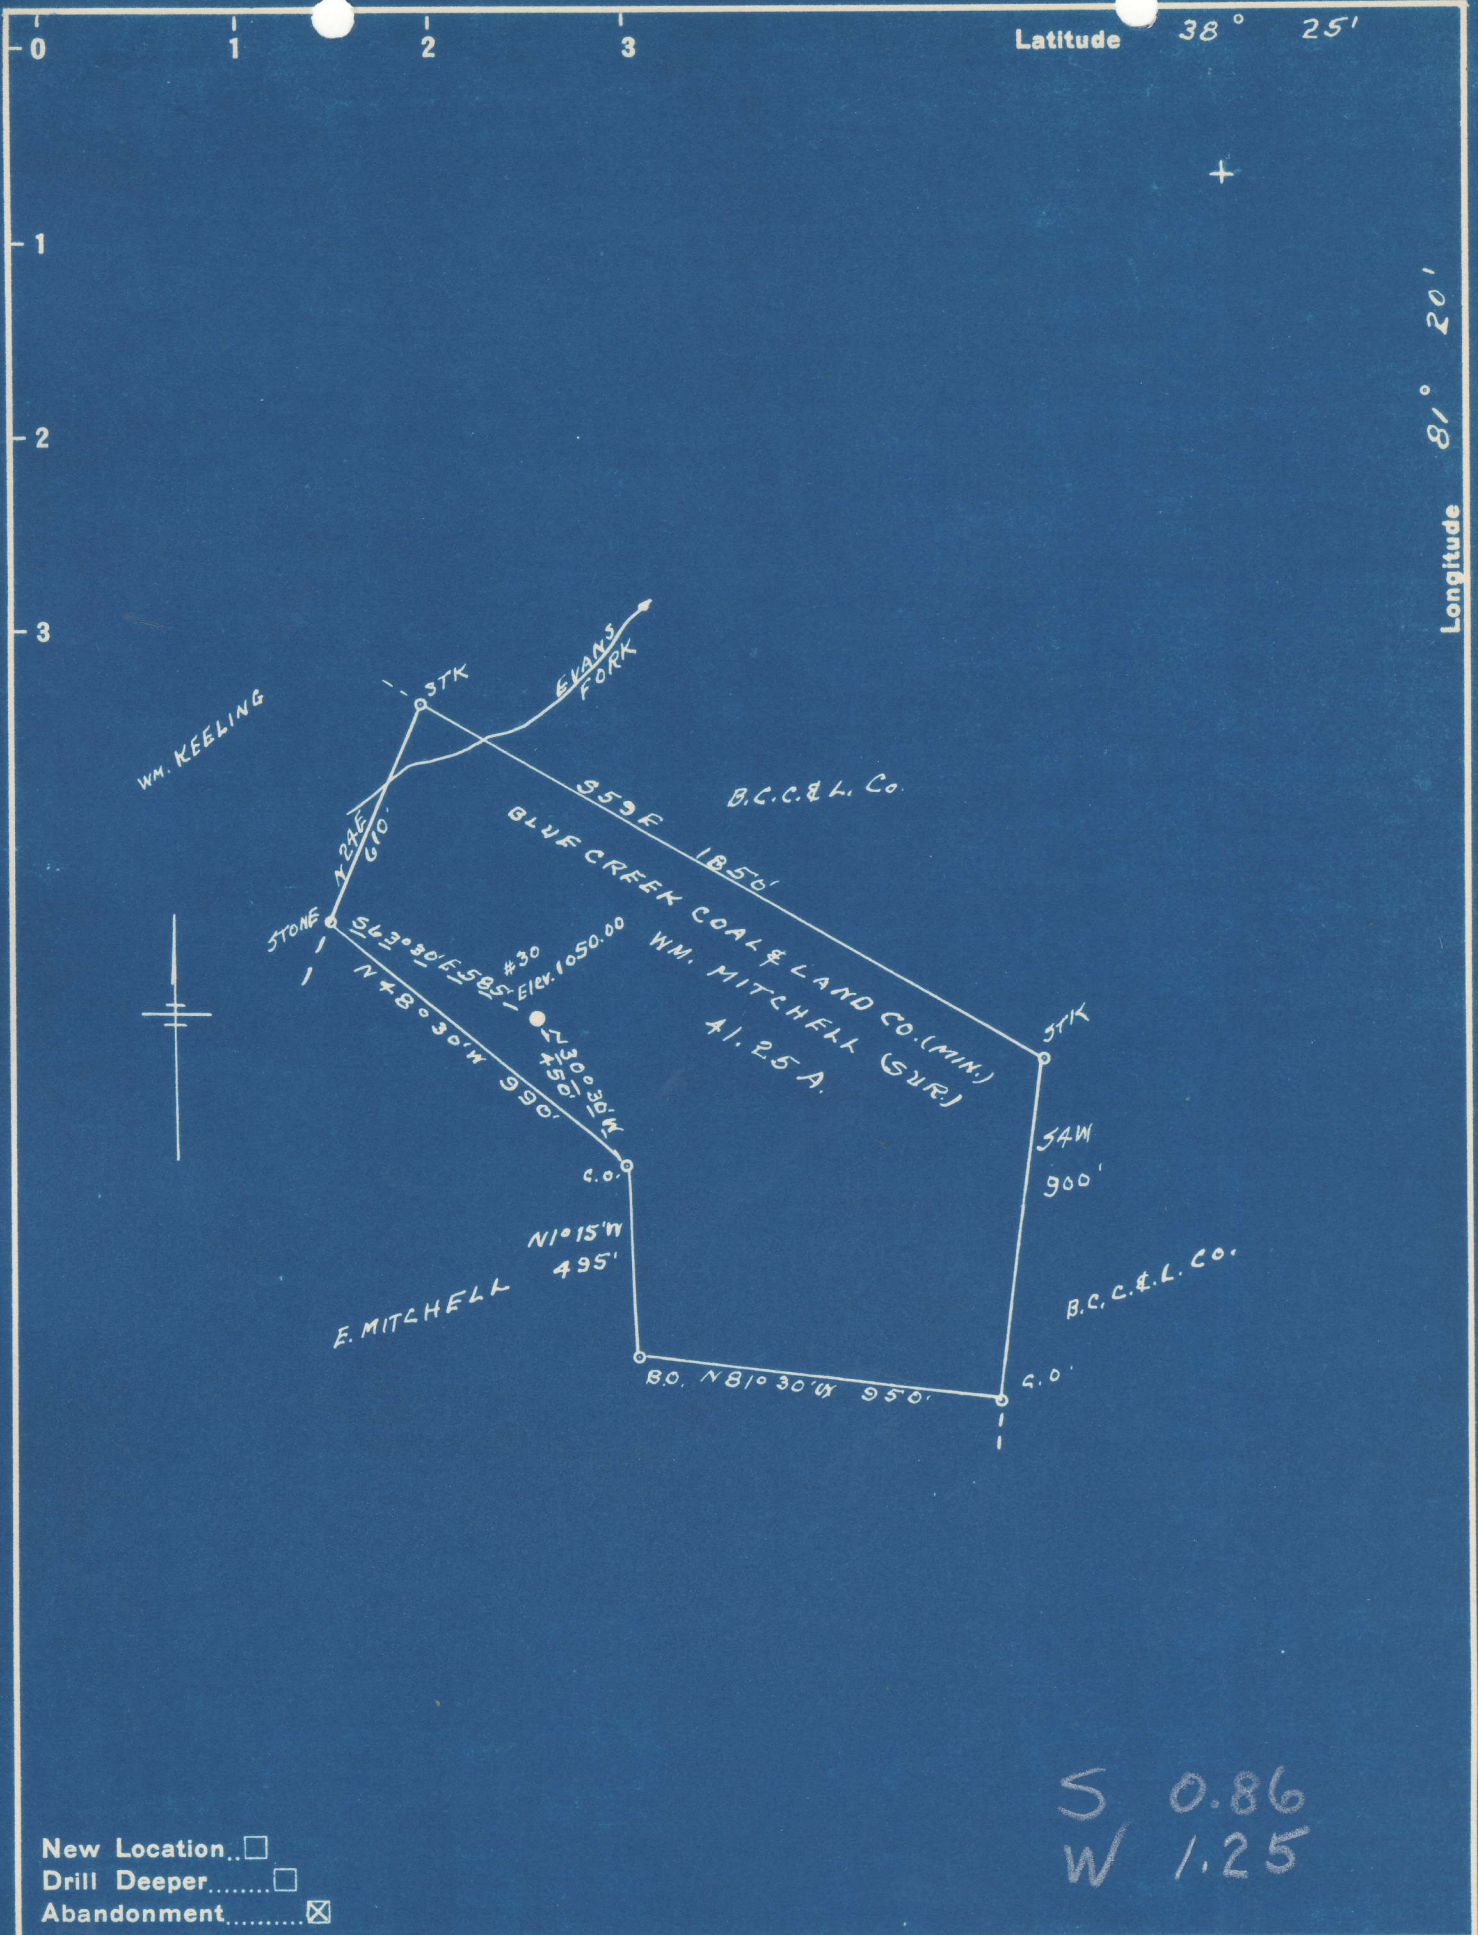 0 1 2 3 Latitude 38° 25'
1
2
3
Longitude 81° 20'
STK
EVANS
FORK
WM. KEELING
N 24 E
610'
S 59 E 1850'
B.C.C.& L. Co.
BLUE CREEK COAL & LAND CO. (MIN.)
WM. MITCHELL (SUR.)
41.25 A.
STONE
S63°30'E 585'
#30
Elev. 1050.00
N 48°30'W 990'
N30°30'W
450'
STK
S4W
900'
C.O.
N1°15'W
495'
E. MITCHELL
B.C.C.&.L. CO.
B.O. N81°30'W 950'
G.O.
S 0.86
W 1.25
New Location..
Drill Deeper........
Abandonment..........☒